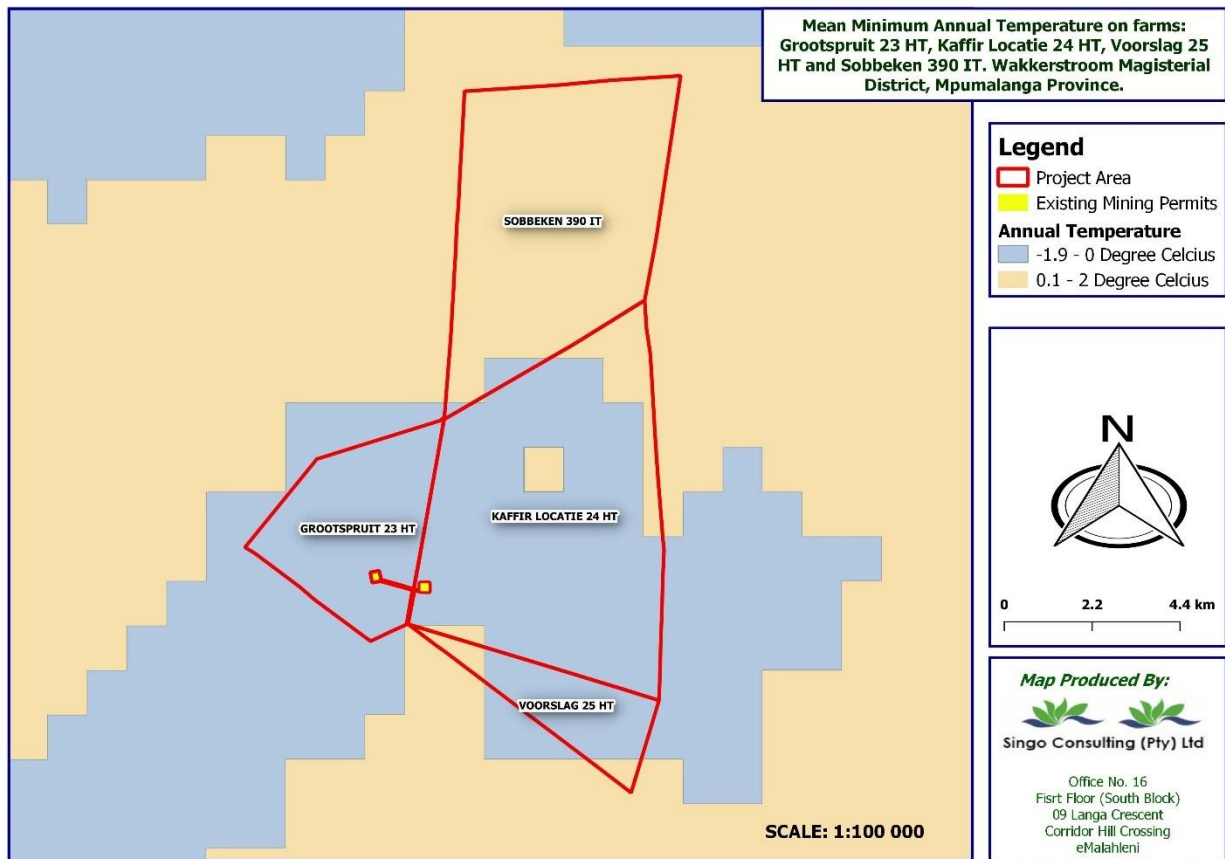 Mean Minimum Annual Temperature on farms:
Grootspruit 23 HT, Kaffir Locatie 24 HT, Voorslag 25
HT and Sobbeken 390 IT. Wakkerstroom Magisterial
District, Mpumalanga Province.
Legend
Project Area
Existing Mining Permits
Annual Temperature
-1.9 - 0 Degree Celcius
0.1 - 2 Degree Celcius
SOBBEKEN 390 IT
KAFFIR LOCATIE 24 HT
GROOTSPRUIT 23 HT
VOORSLAG 25 HT
N
0 2.2 4.4 km
SCALE: 1:100 000
Map Produced By:
Singo Consulting (Pty) Ltd
Office No. 16
Fisrt Floor (South Block)
09 Langa Crescent
Corridor Hill Crossing
eMalahleni